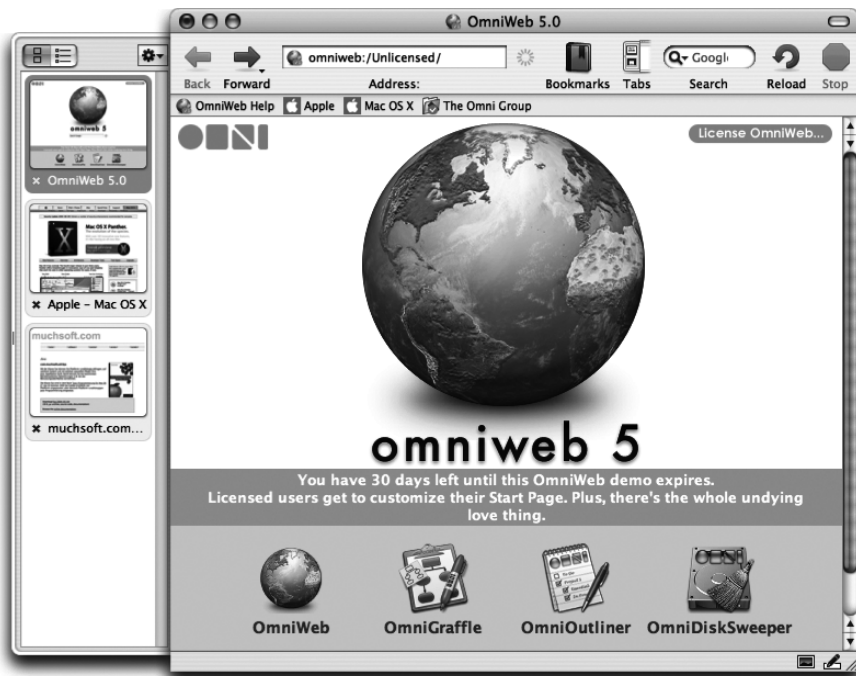 OmniWeb 5.0
omniweb:/Unlicensed/
Googl
Back Forward Address: Bookmarks Tabs Search Reload Stop
OmniWeb Help Apple Mac OS X The Omni Group
OmniWeb 5.0
Apple – Mac OS X
muchsoft.com
muchsoft.com...
OMNI
License OmniWeb...
omniweb 5
You have 30 days left until this OmniWeb demo expires.
Licensed users get to customize their Start Page. Plus, there's the whole undying
love thing.
OmniWeb OmniGraffle OmniOutliner OmniDiskSweeper